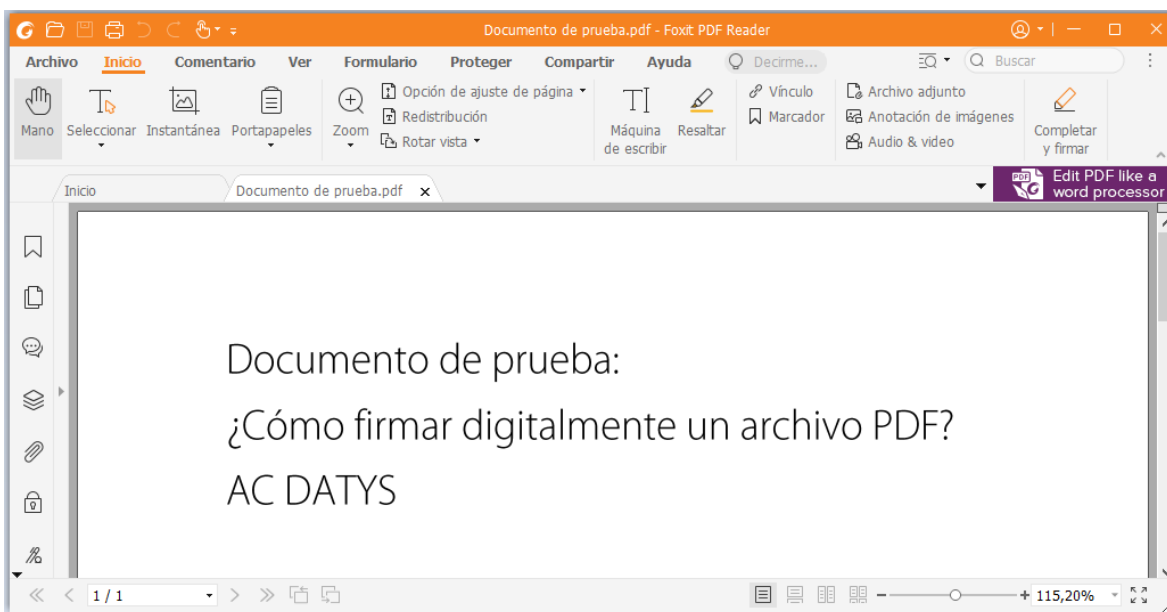 Documento de prueba.pdf - Foxit PDF Reader
Archivo Inicio Comentario Ver Formulario Proteger Compartir Ayuda Decirme... Buscar
Mano
Seleccionar
Instantánea
Portapapeles
Zoom
Opción de ajuste de página
Redistribución
Rotar vista
Máquina
de escribir
Resaltar
Vínculo
Marcador
Archivo adjunto
Anotación de imágenes
Audio & video
Completar
y firmar
Inicio
Documento de prueba.pdf x
PDF
Edit PDF like a
word processor
Documento de prueba:
¿Cómo firmar digitalmente un archivo PDF?
AC DATYS
1 / 1
115,20%